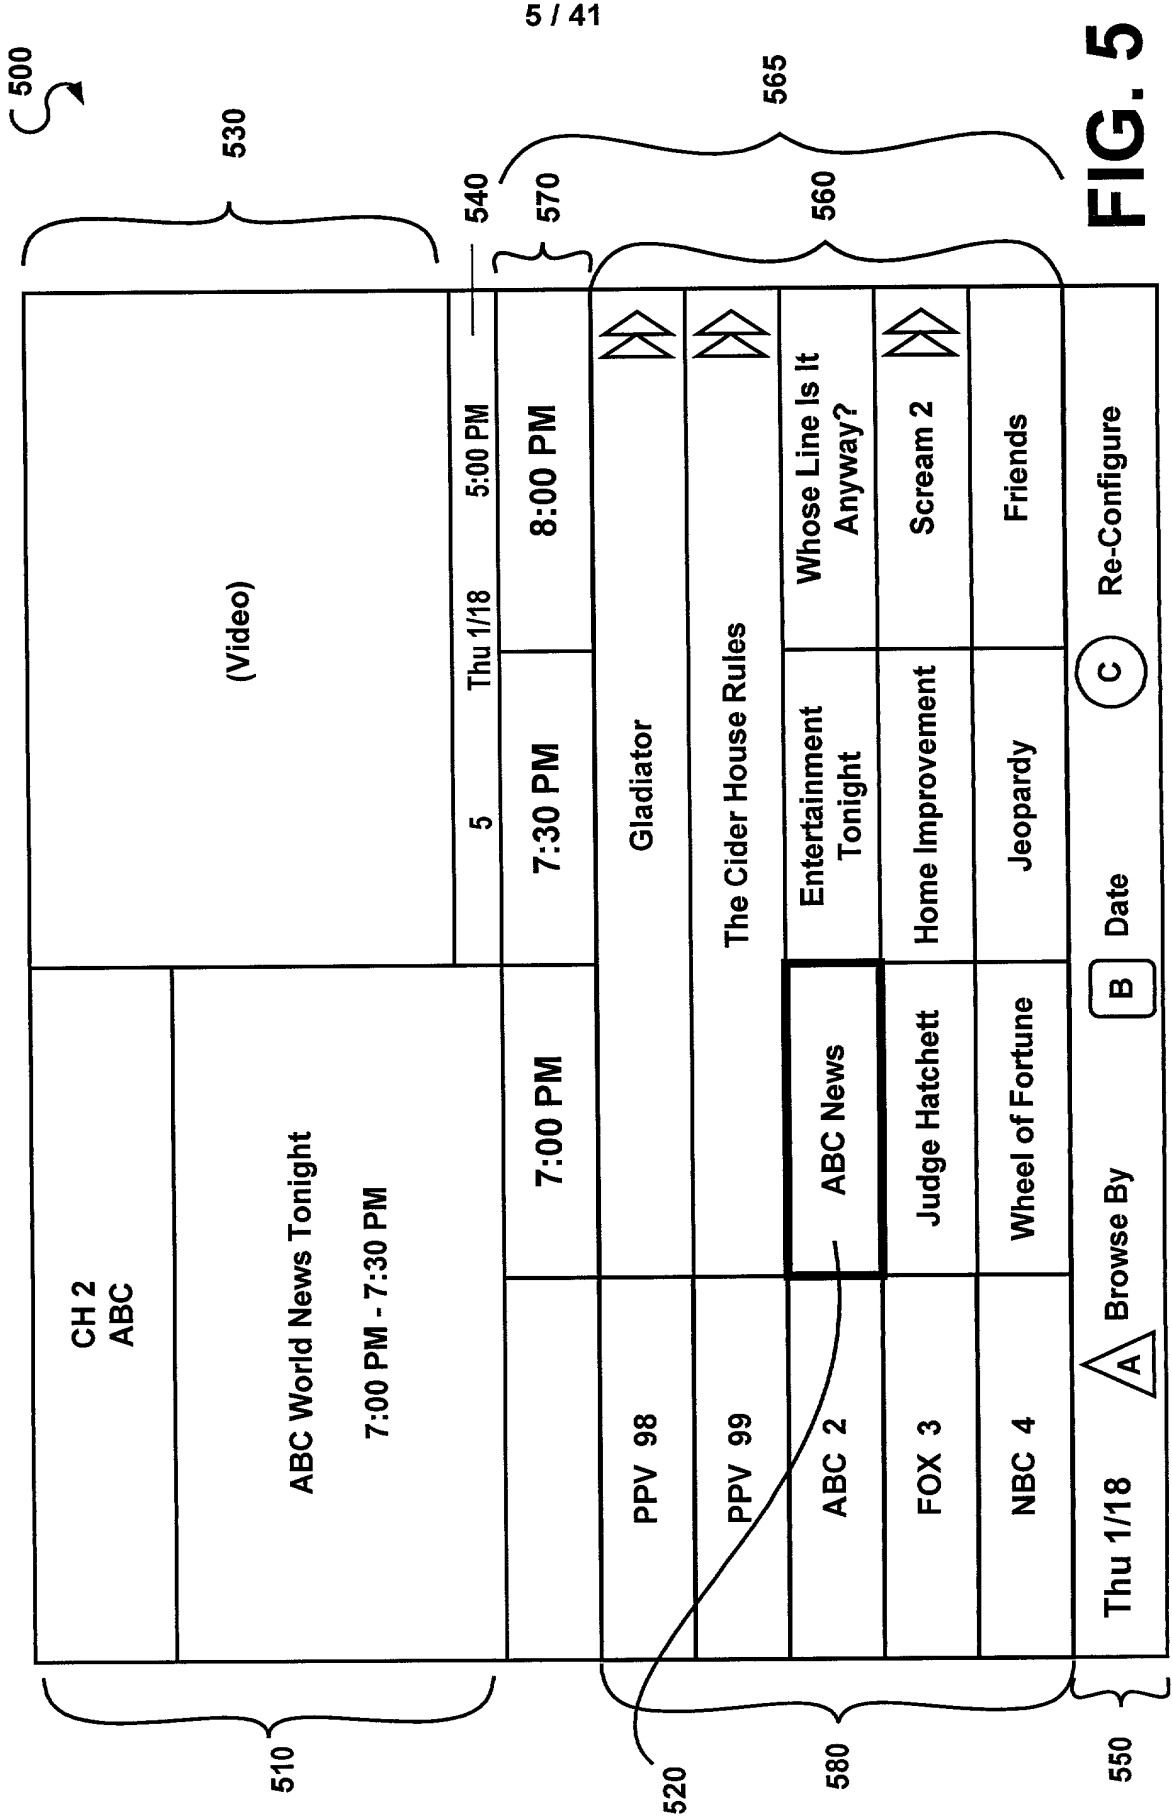 5 / 41
500
530
CH 2
ABC
(Video)
ABC World News Tonight
7:00 PM - 7:30 PM
510
5 Thu 1/18 5:00 PM
540
7:00 PM 7:30 PM 8:00 PM
570
565
PPV 98 Gladiator
PPV 99 The Cider House Rules
ABC 2 ABC News Entertainment Tonight Whose Line Is It Anyway?
FOX 3 Judge Hatchett Home Improvement Scream 2
NBC 4 Wheel of Fortune Jeopardy Friends
560
520
580
Thu 1/18 A Browse By B Date C Re-Configure
550
FIG. 5